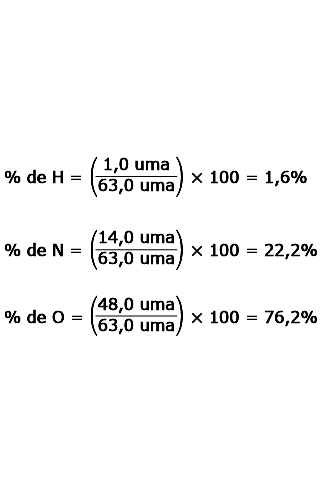 % de H = (1,0 uma / 63,0 uma) × 100 = 1,6%
% de N = (14,0 uma / 63,0 uma) × 100 = 22,2%
% de O = (48,0 uma / 63,0 uma) × 100 = 76,2%